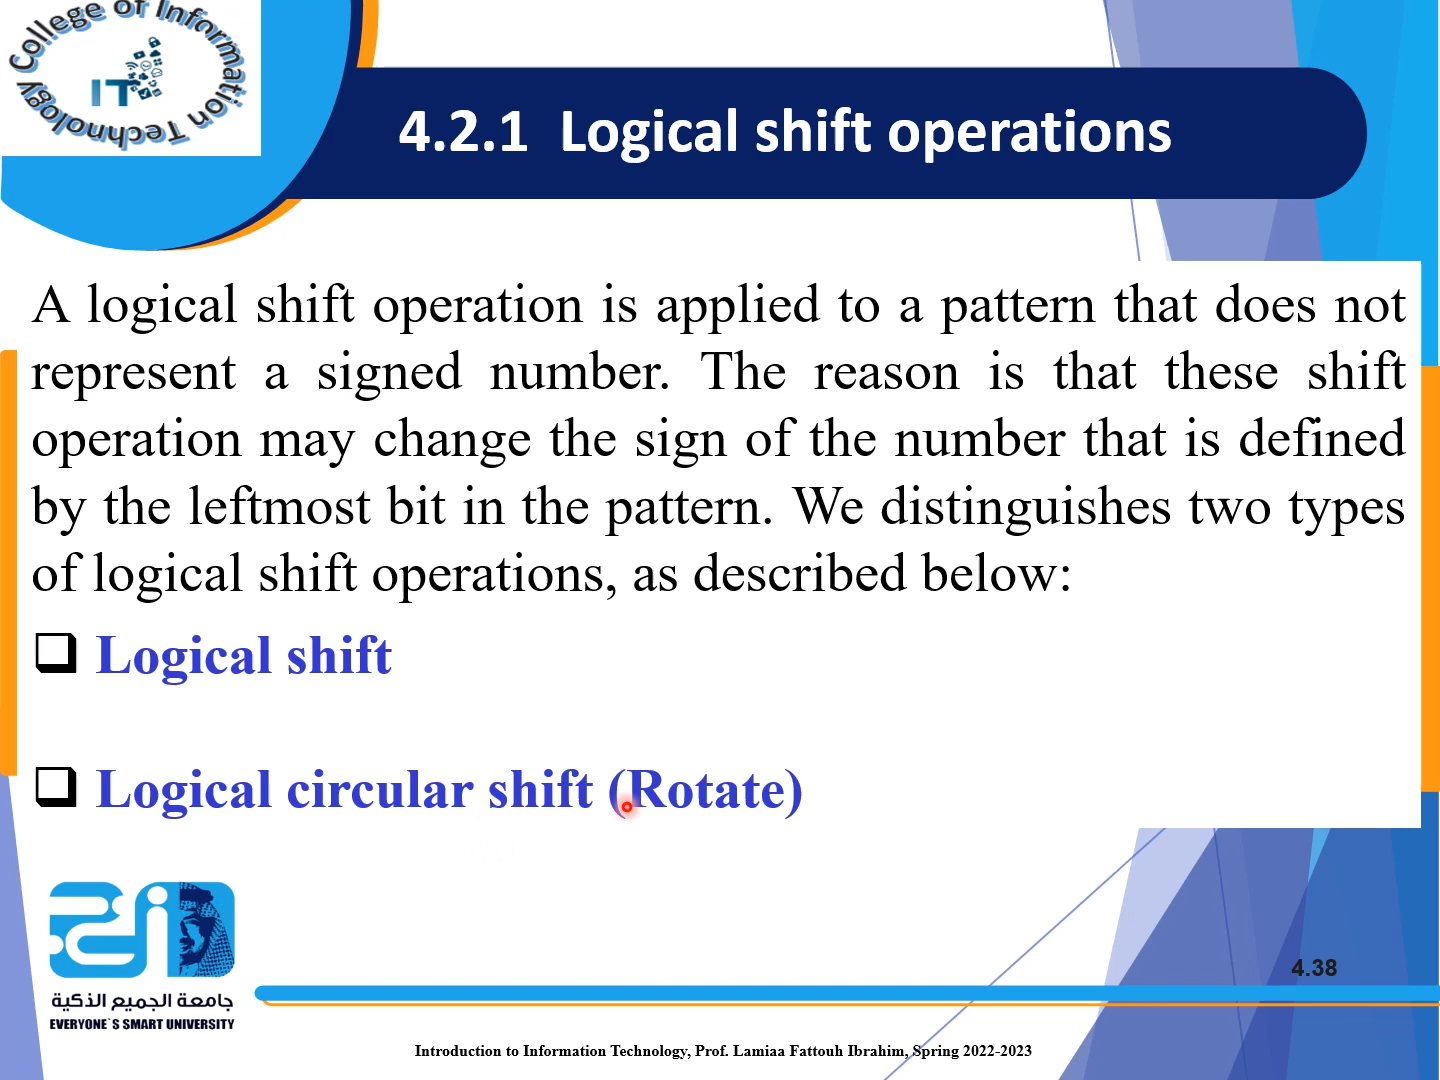 College of Information Technology
IT
4.2.1 Logical shift operations
A logical shift operation is applied to a pattern that does not
represent a signed number. The reason is that these shift
operation may change the sign of the number that is defined
by the leftmost bit in the pattern. We distinguishes two types
of logical shift operations, as described below:
Logical shift
Logical circular shift (Rotate)
4.38
جامعة الجميع الذكية
EVERYONE`S SMART UNIVERSITY
Introduction to Information Technology, Prof. Lamiaa Fattouh Ibrahim, Spring 2022-2023